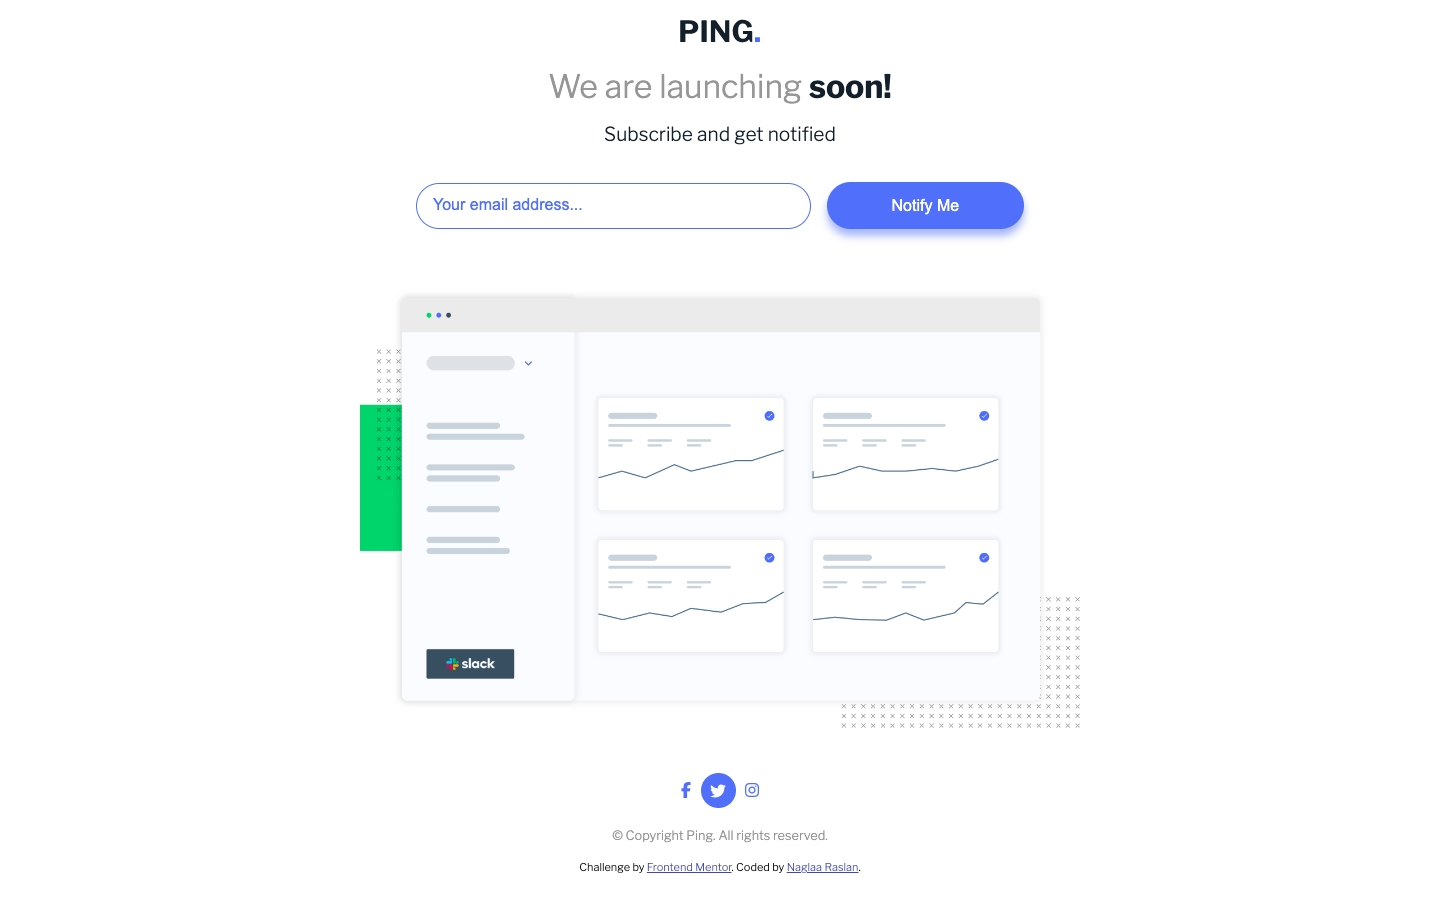 PING.
We are launching soon!
Subscribe and get notified
Your email address...
Notify Me
slack
© Copyright Ping. All rights reserved.
Challenge by Frontend Mentor. Coded by Naglaa Raslan.